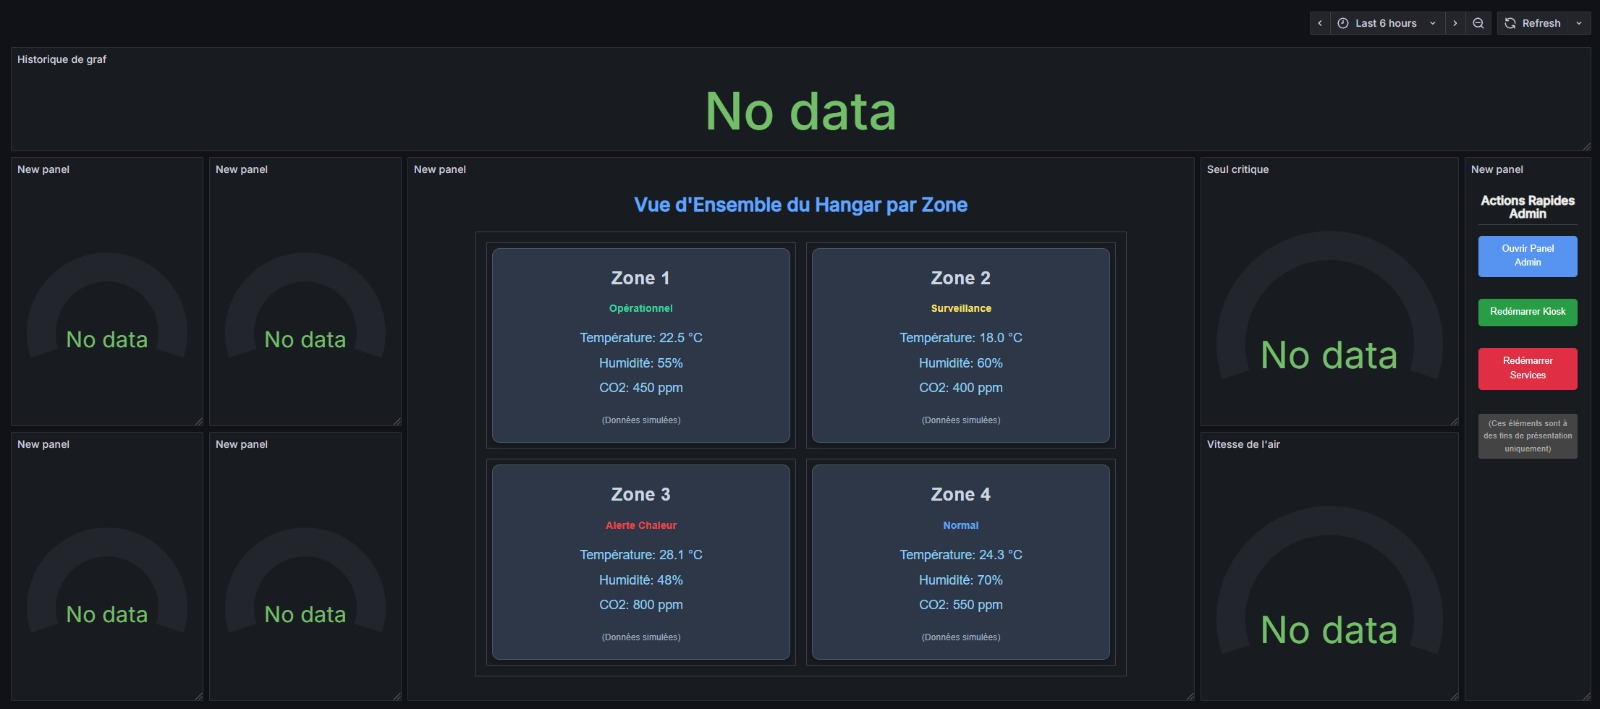 Last 6 hours
Refresh
Historique de graf
No data
New panel
No data
New panel
No data
New panel
Vue d'Ensemble du Hangar par Zone
Zone 1
Opérationnel
Température: 22.5 °C
Humidité: 55%
CO2: 450 ppm
(Données simulées)
Zone 2
Surveillance
Température: 18.0 °C
Humidité: 60%
CO2: 400 ppm
(Données simulées)
Zone 3
Alerte Chaleur
Température: 28.1 °C
Humidité: 48%
CO2: 800 ppm
(Données simulées)
Zone 4
Normal
Température: 24.3 °C
Humidité: 70%
CO2: 550 ppm
(Données simulées)
Seul critique
No data
New panel
Actions Rapides
Admin
Ouvrir Panel
Admin
Redémarrer Kiosk
Redémarrer
Services
(Ces éléments sont à
des fins de présentation
uniquement)
New panel
No data
New panel
No data
Vitesse de l'air
No data